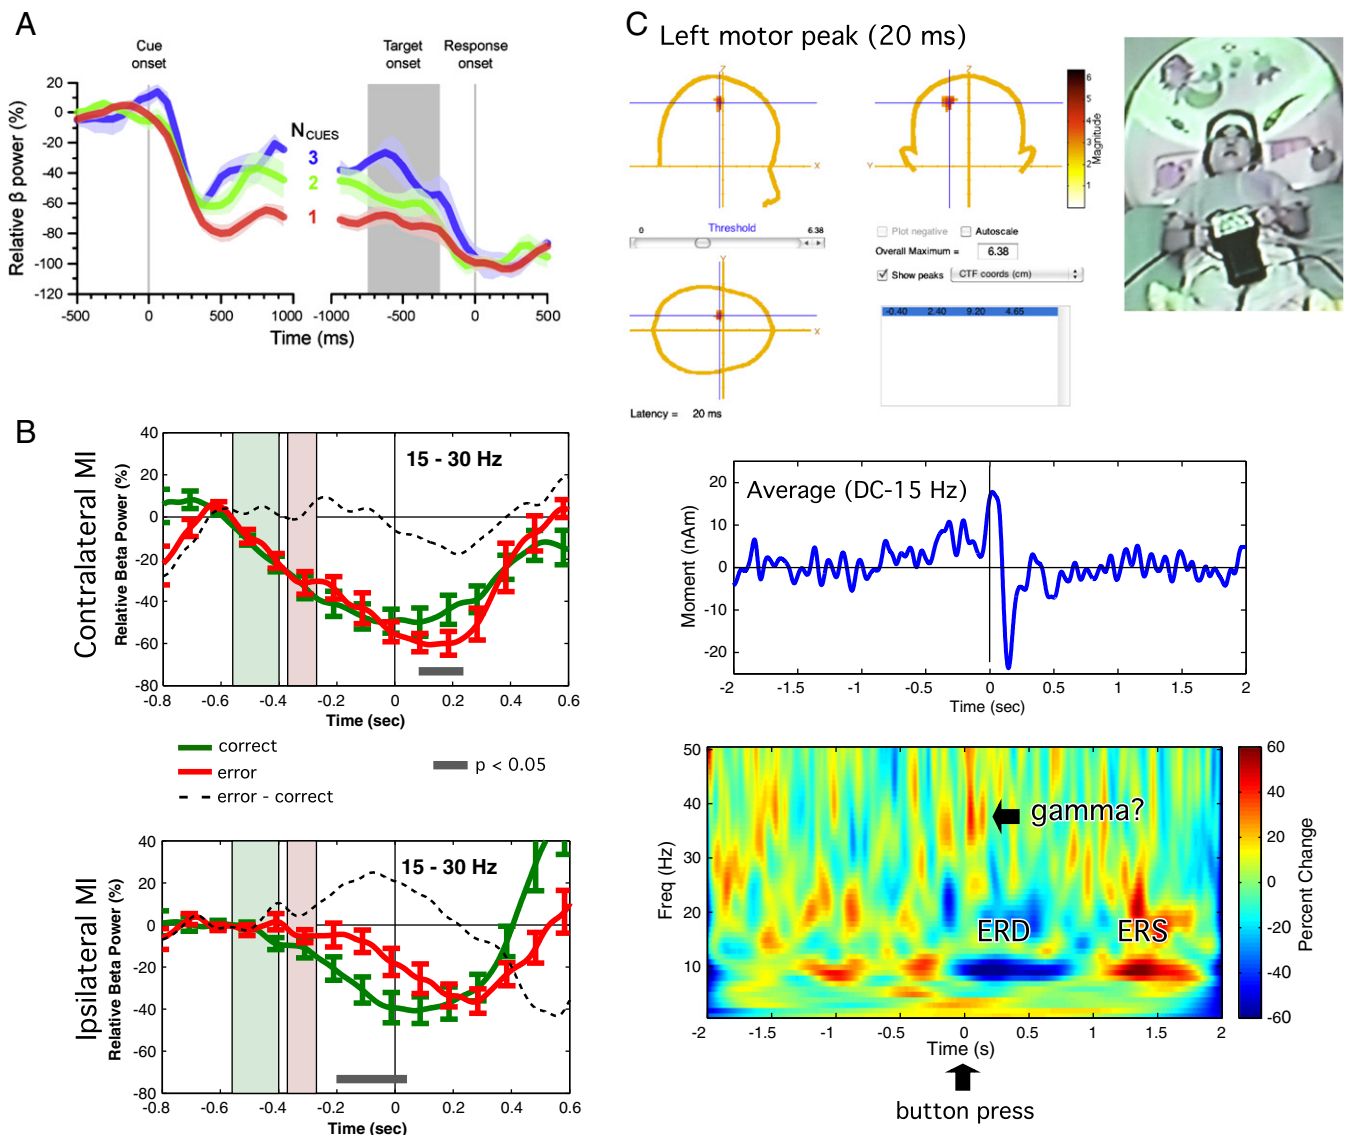 A
Cue
onset
Target
onset
Response
onset
20
0
-20
-40
-60
-80
-100
-120
Relative β power (%)
NCUES
3
2
1
-500
0
500
1000
-1000
-500
0
500
Time (ms)
C
Left motor peak (20 ms)
Z
X
Z
Y
6
5
4
3
2
1
Magnitude
Threshold
0
6.38
Y
X
Plot negative
Autoscale
Overall Maximum =
6.38
Show peaks
CTF coords (cm)
-0.40 2.40 9.20 4.65
Latency = 20 ms
B
Contralateral MI
Relative Beta Power (%)
40
20
0
-20
-40
-60
-80
15 - 30 Hz
-0.8 -0.6 -0.4 -0.2 0 0.2 0.4 0.6
Time (sec)
correct
error
error - correct
p < 0.05
Ipsilateral MI
Relative Beta Power (%)
40
20
0
-20
-40
-60
-80
15 - 30 Hz
-0.8 -0.6 -0.4 -0.2 0 0.2 0.4 0.6
Time (sec)
Average (DC-15 Hz)
Moment (nAm)
20
10
0
-10
-20
-2 -1.5 -1 -0.5 0 0.5 1 1.5 2
Time (sec)
Freq (Hz)
50
40
30
20
10
gamma?
ERD
ERS
-2 -1.5 -1 -0.5 0 0.5 1 1.5 2
Time (s)
60
40
20
0
-20
-40
-60
Percent Change
button press